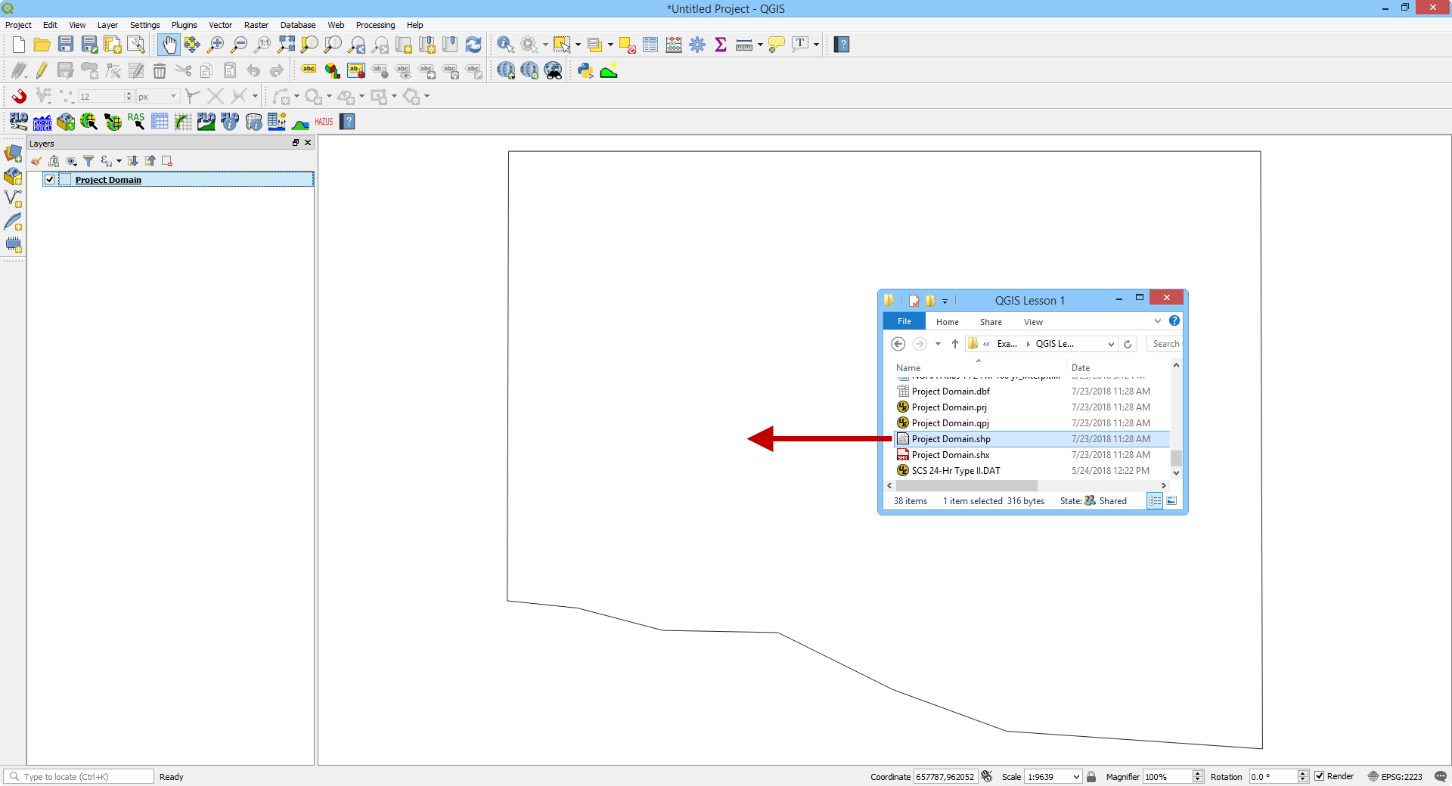 *Untitled Project - QGIS
Project Edit View Layer Settings Plugins Vector Raster Database Web Processing Help
12 px
RAS HAZUS
Layers
Project Domain
QGIS Lesson 1
File Home Share View
« Exa... QGIS Le... Search
Name Date
Project Domain.dbf 7/23/2018 11:28 AM
Project Domain.prj 7/23/2018 11:28 AM
Project Domain.qpj 7/23/2018 11:28 AM
Project Domain.shp 7/23/2018 11:28 AM
Project Domain.shx 7/23/2018 11:28 AM
SCS 24-Hr Type II.DAT 5/24/2018 12:22 PM
38 items 1 item selected 316 bytes State: Shared
Type to locate (Ctrl+K) Ready Coordinate 657787,962052 Scale 1:9639 Magnifier 100% Rotation 0.0 ° Render EPSG:2223